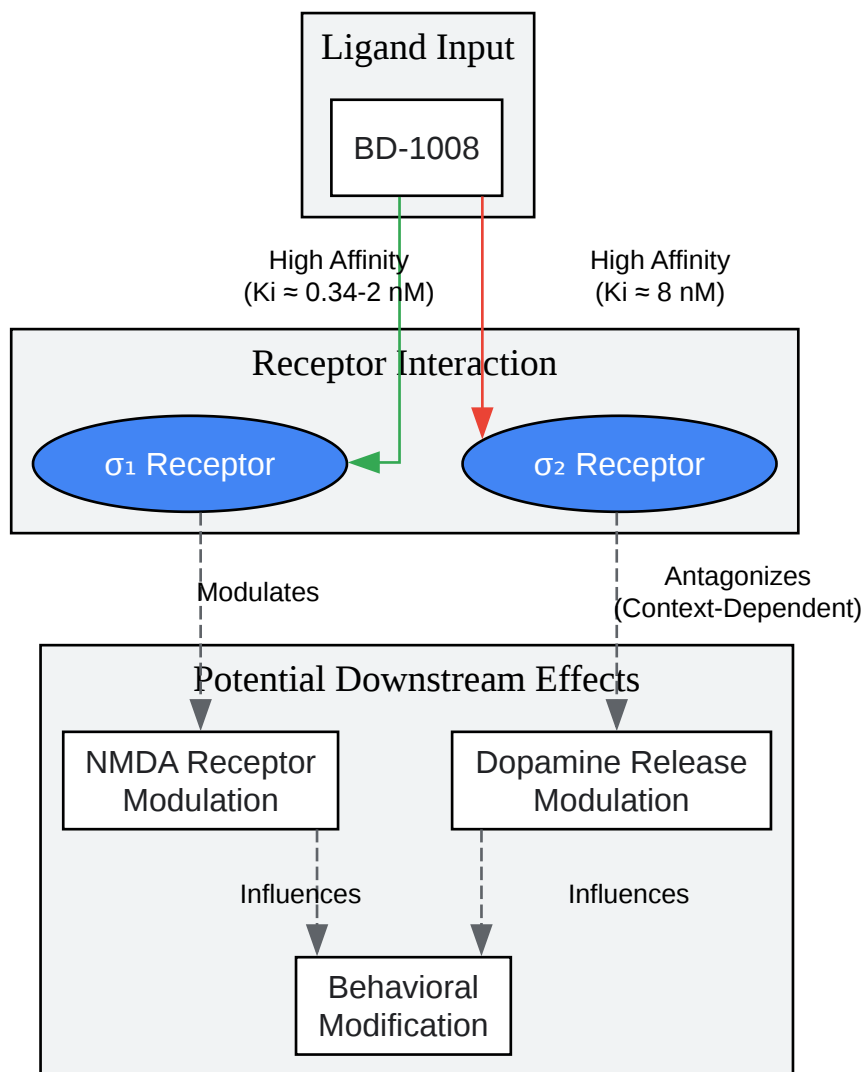 Ligand Input
BD-1008
High Affinity
(Ki ≈ 0.34-2 nM)
High Affinity
(Ki ≈ 8 nM)
Receptor Interaction
σ₁ Receptor
σ₂ Receptor
Modulates
Antagonizes
(Context-Dependent)
Potential Downstream Effects
NMDA Receptor
Modulation
Dopamine Release
Modulation
Influences
Influences
Behavioral
Modification